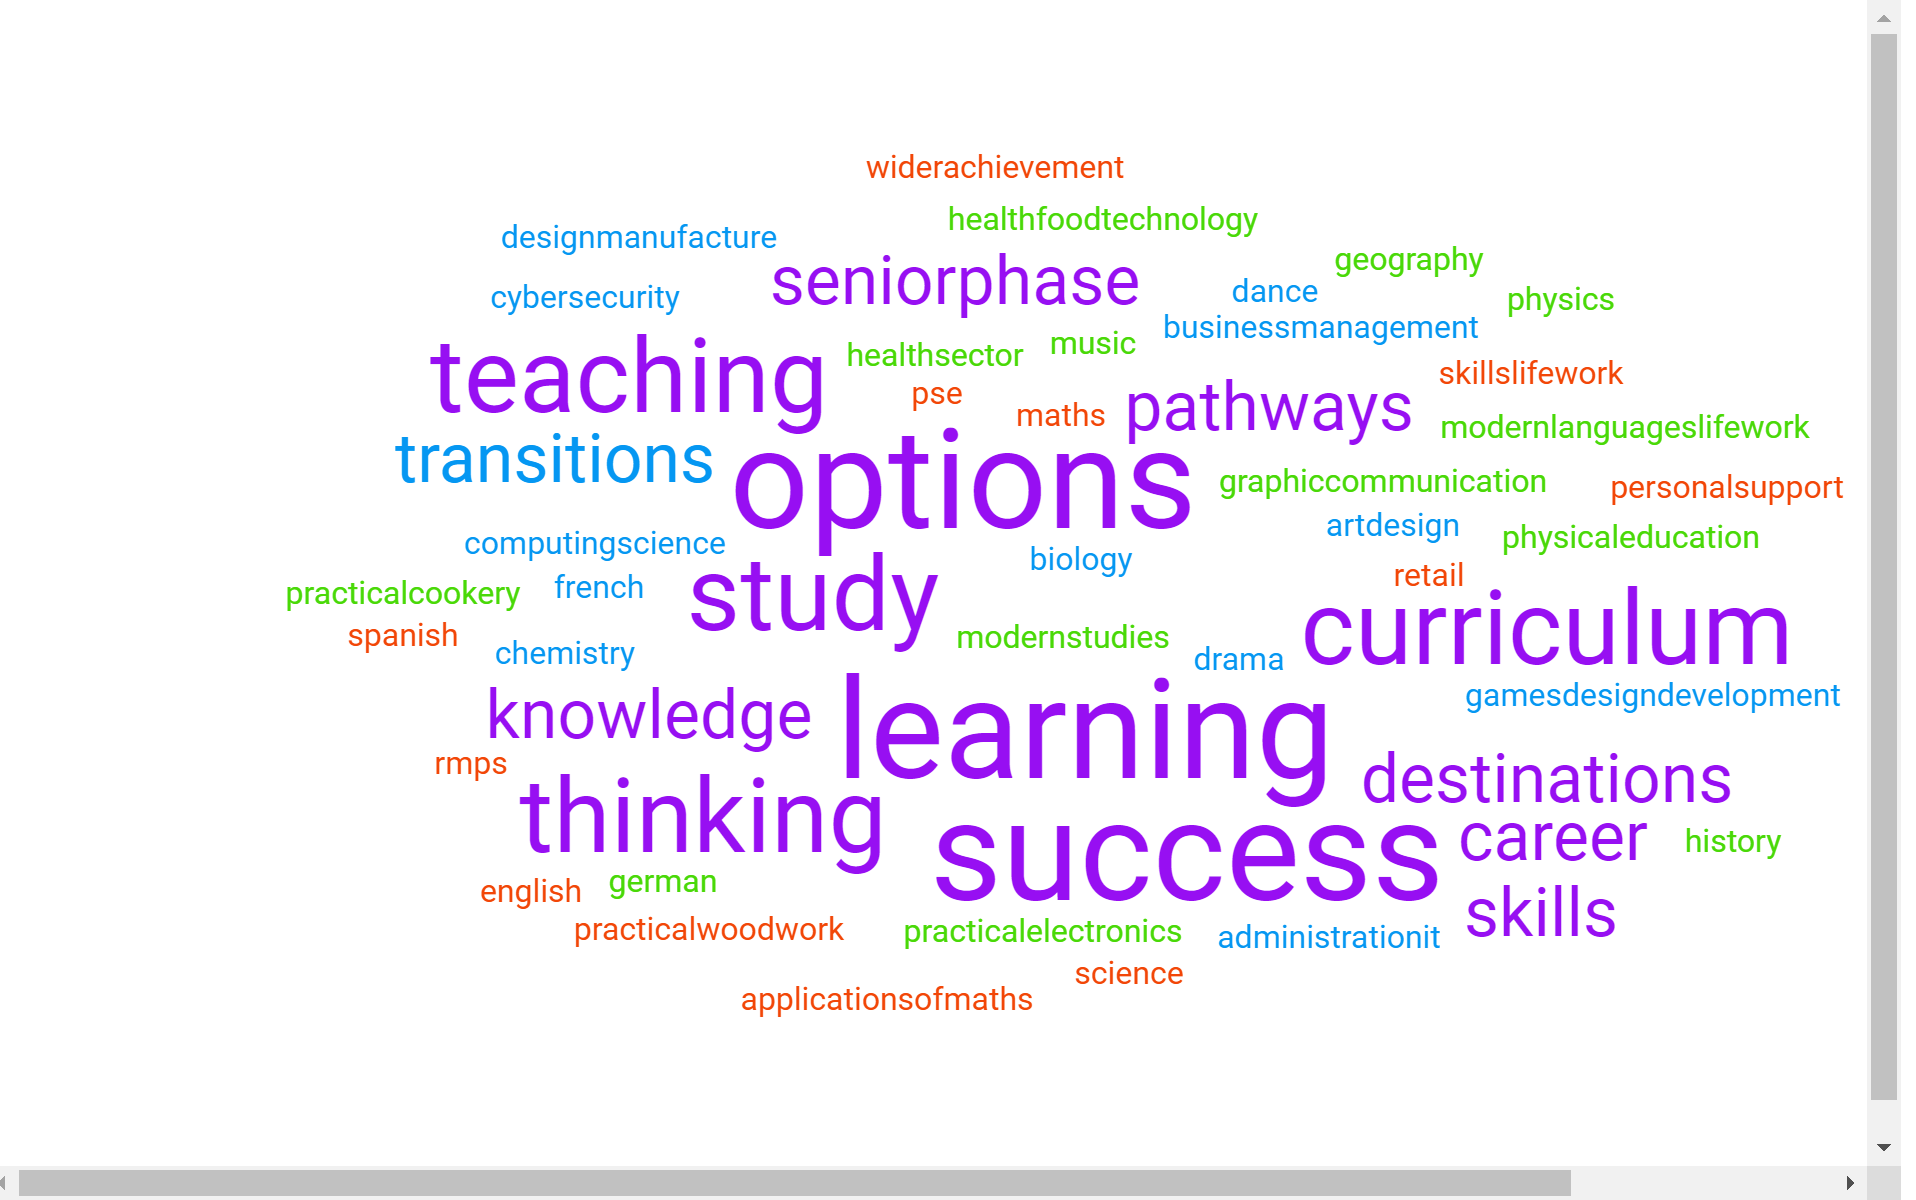 widerachievement
healthfoodtechnology
designmanufacture
geography
seniorphase
dance
cybersecurity
physics
businessmanagement
music
healthsector
teaching
skillslifework
pse
pathways
maths
modernlanguageslifework
transitions
options
graphiccommunication
personalsupport
artdesign
physicaleducation
computingscience
biology
retail
french
practicalcookery
study
curriculum
spanish
modernstudies
chemistry
drama
gamesdesigndevelopment
knowledge
learning
rmps
destinations
thinking
career
history
success
german
english
skills
practicalwoodwork
practicalelectronics
administrationit
science
applicationsofmaths